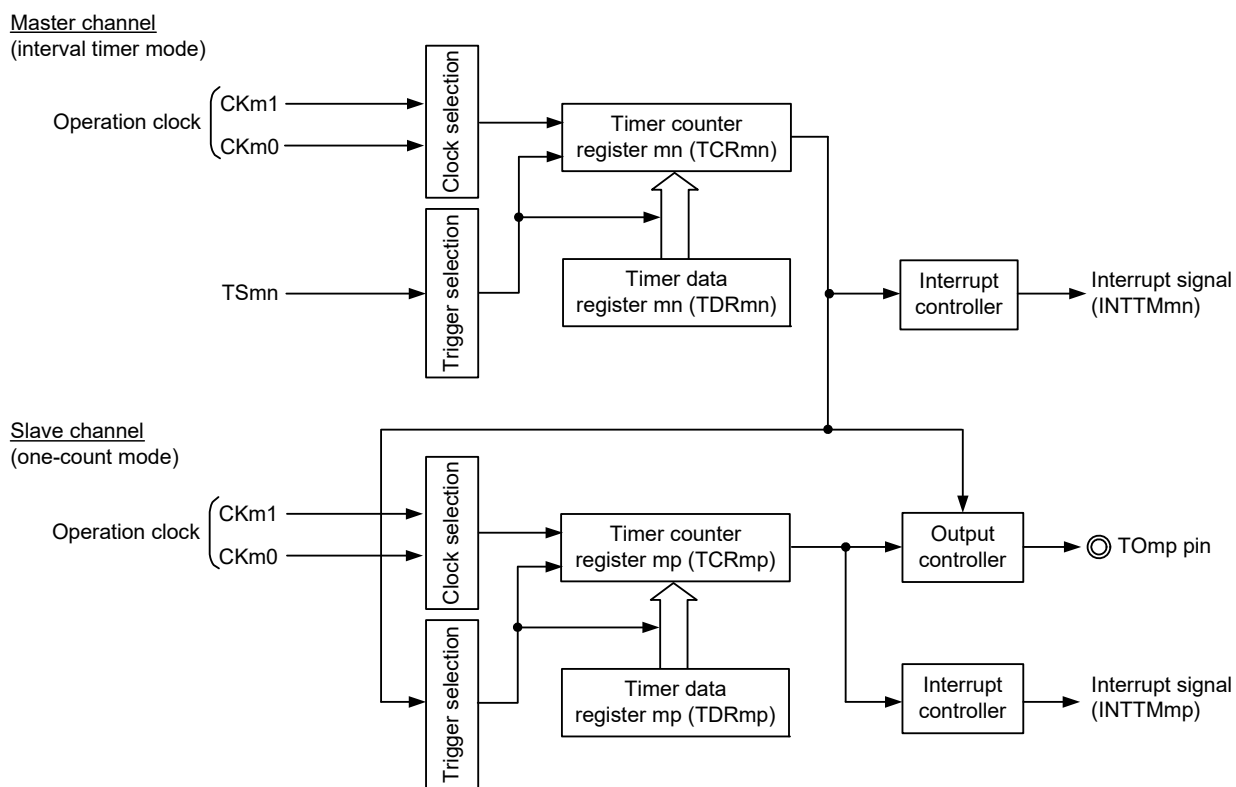 Master channel
(interval timer mode)
Operation clock
CKm1
CKm0
Clock selection
Timer counter
register mn (TCRmn)
TSmn
Trigger selection
Timer data
register mn (TDRmn)
Interrupt
controller
Interrupt signal
(INTTMmn)
Slave channel
(one-count mode)
Operation clock
CKm1
CKm0
Clock selection
Timer counter
register mp (TCRmp)
Output
controller
TOmp pin
Trigger selection
Timer data
register mp (TDRmp)
Interrupt
controller
Interrupt signal
(INTTMmp)